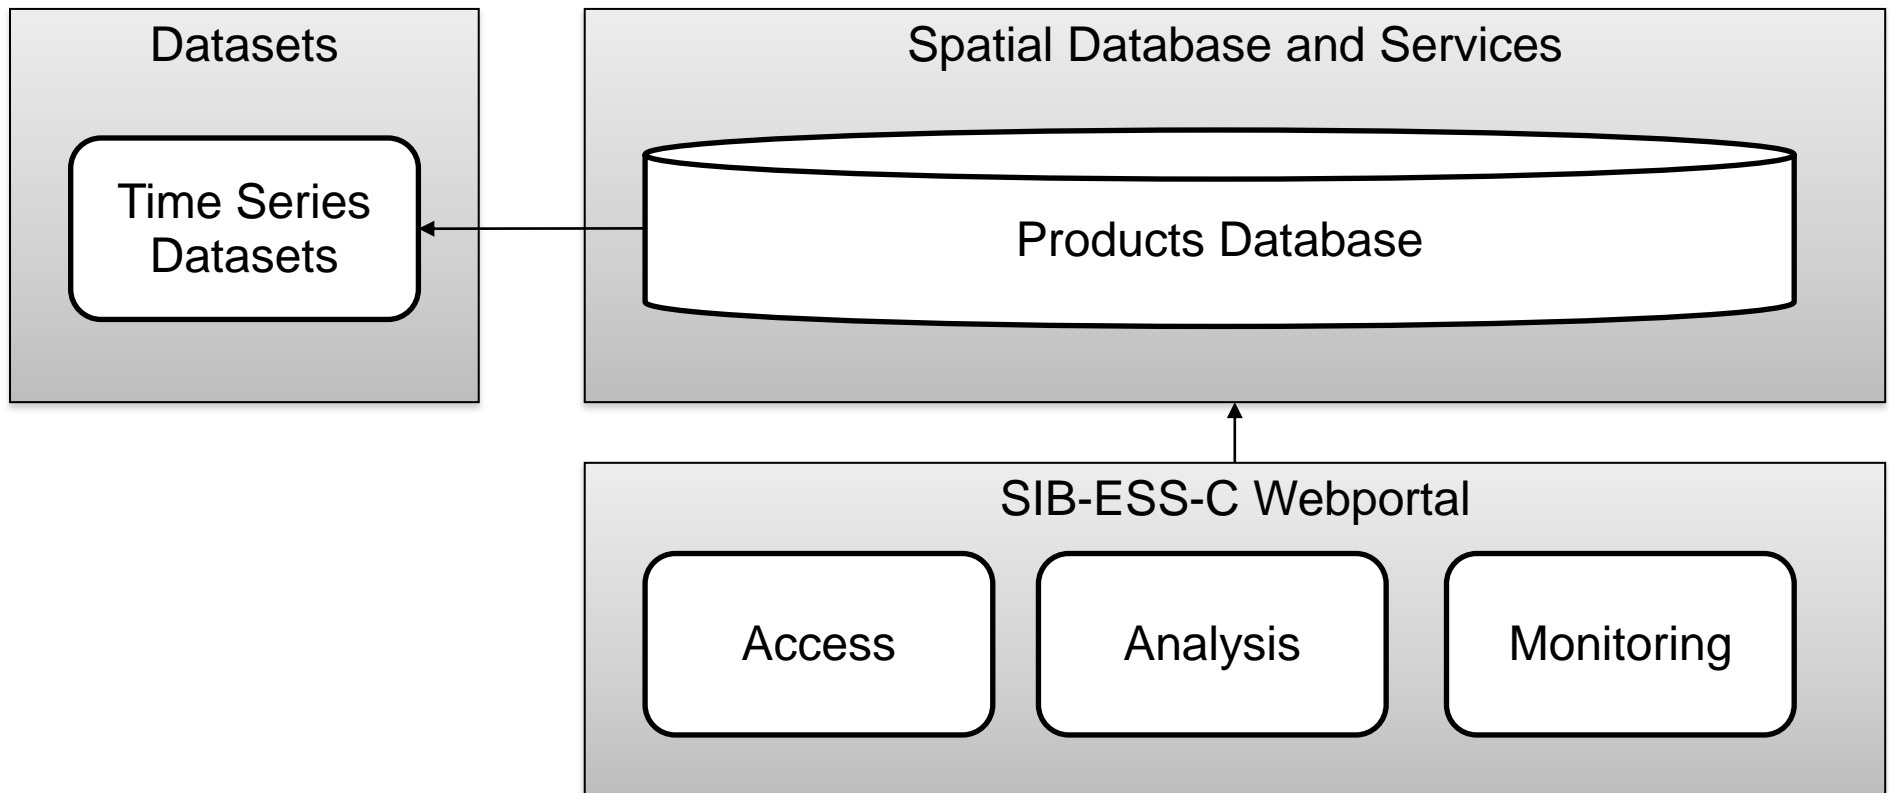 Datasets
Time Series
Datasets
Spatial Database and Services
Products Database
SIB-ESS-C Webportal
Access
Analysis
Monitoring